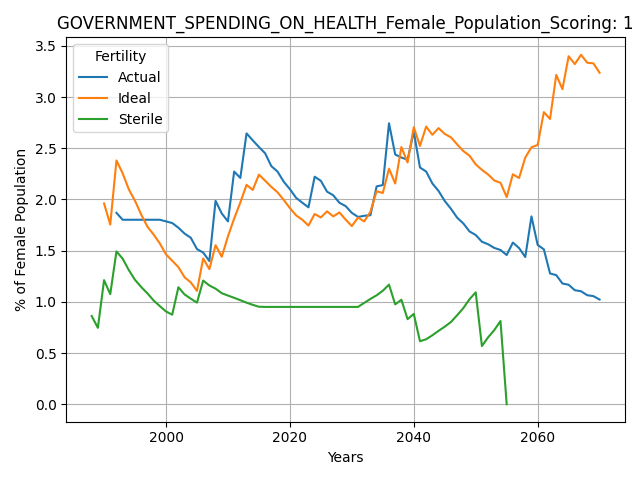 GOVERNMENT_SPENDING_ON_HEALTH_Female_Population_Scoring: 1
Fertility
Actual
Ideal
Sterile
% of Female Population
3.5
3.0
2.5
2.0
1.5
1.0
0.5
0.0
2000 2020 2040 2060
Years